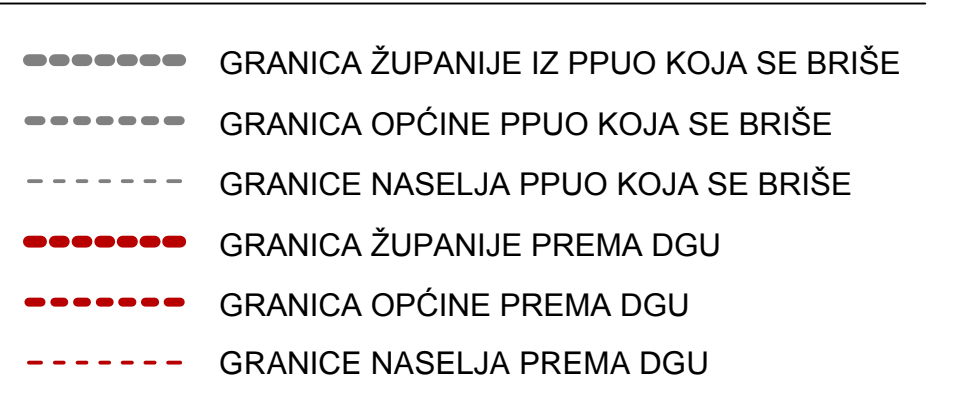 GRANICA ŽUPANIJE IZ PPUO KOJA SE BRIŠE
GRANICA OPĆINE PPUO KOJA SE BRIŠE
GRANICE NASELJA PPUO KOJA SE BRIŠE
GRANICA ŽUPANIJE PREMA DGU
GRANICA OPĆINE PREMA DGU
GRANICE NASELJA PREMA DGU